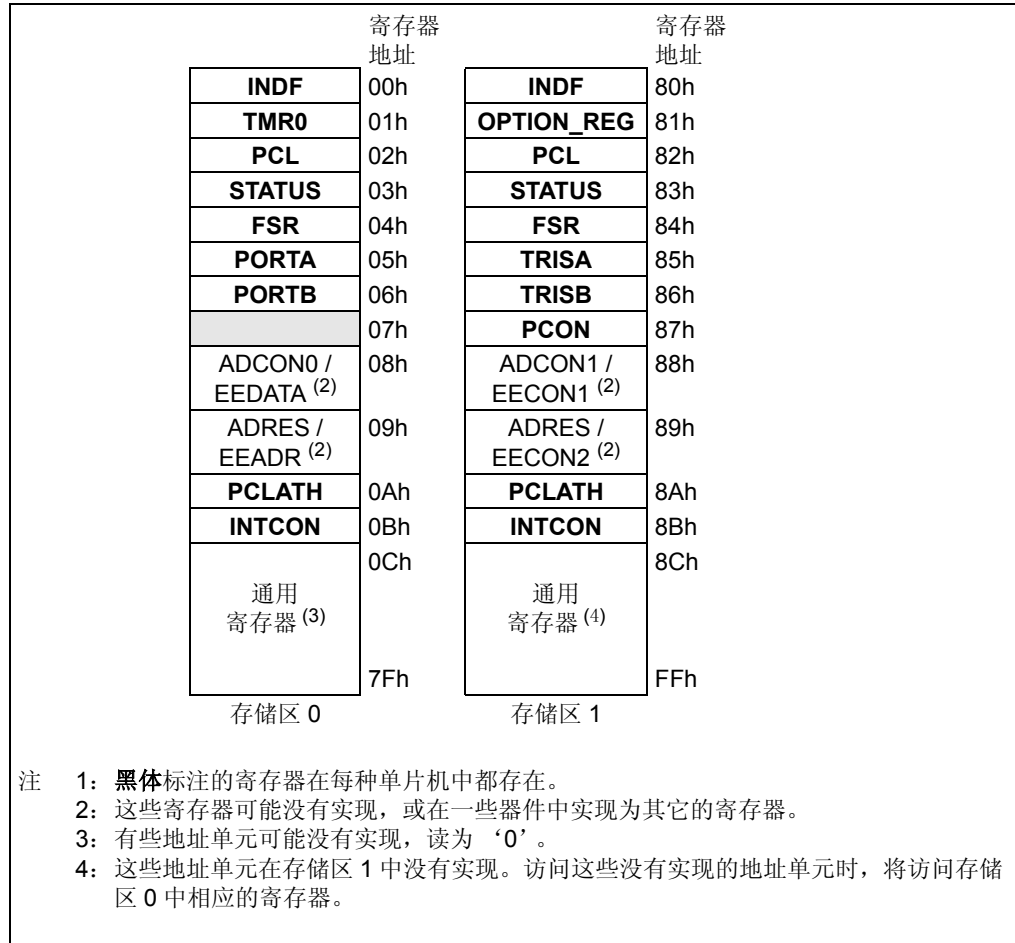 寄存器 寄存器
地址 地址
INDF 00h INDF 80h
TMR0 01h OPTION_REG 81h
PCL 02h PCL 82h
STATUS 03h STATUS 83h
FSR 04h FSR 84h
PORTA 05h TRISA 85h
PORTB 06h TRISB 86h
07h PCON 87h
ADCON0 / 08h ADCON1 / 88h
EEDATA (2) EECON1 (2)
ADRES / 09h ADRES / 89h
EEADR (2) EECON2 (2)
PCLATH 0Ah PCLATH 8Ah
INTCON 0Bh INTCON 8Bh
0Ch 8Ch
通用 通用
寄存器 (3) 寄存器 (4)
7Fh FFh
存储区 0 存储区 1
注 1：黑体标注的寄存器在每种单片机中都存在。
2：这些寄存器可能没有实现，或在一些器件中实现为其它的寄存器。
3：有些地址单元可能没有实现，读为 ‘0’。
4：这些地址单元在存储区 1 中没有实现。访问这些没有实现的地址单元时，将访问存储
区 0 中相应的寄存器。